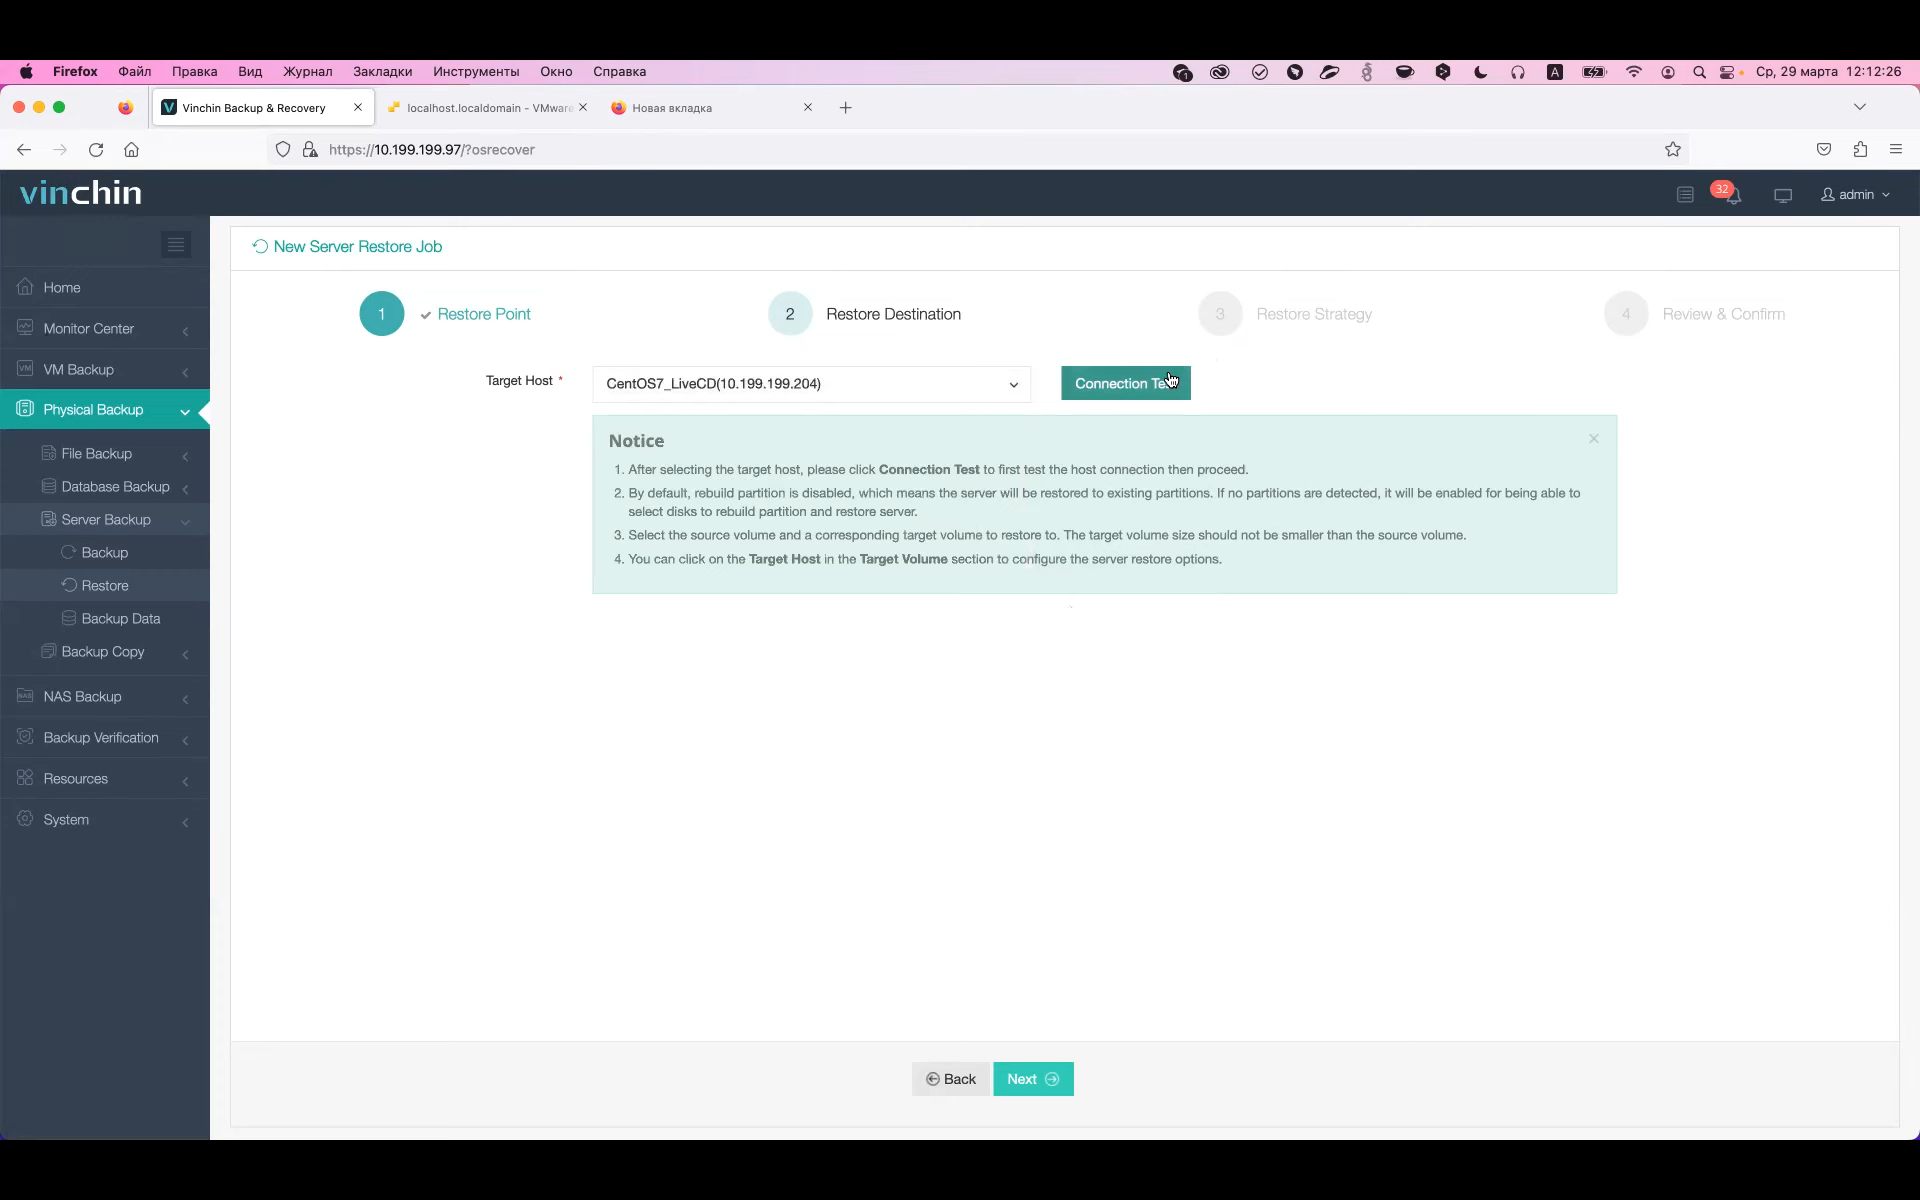 Firefox Файл Правка Вид Журнал Закладки Инструменты Окно Справка
1 A Ср, 29 марта 12:12:26
Vinchin Backup & Recovery
localhost.localdomain - VMware
Новая вкладка
https://10.199.199.97/?osrecover
vinchin
32
admin
Home
Monitor Center
VM VM Backup
Physical Backup
File Backup
Database Backup
Server Backup
Backup
Restore
Backup Data
Backup Copy
NAS NAS Backup
Backup Verification
Resources
System
New Server Restore Job
1 Restore Point
2 Restore Destination
3 Restore Strategy
4 Review & Confirm
Target Host *
CentOS7_LiveCD(10.199.199.204)
Connection
Notice
1. After selecting the target host, please click Connection Test to first test the host connection then proceed.
2. By default, rebuild partition is disabled, which means the server will be restored to existing partitions. If no partitions are detected, it will be enabled for being able to
select disks to rebuild partition and restore server.
3. Select the source volume and a corresponding target volume to restore to. The target volume size should not be smaller than the source volume.
4. You can click on the Target Host in the Target Volume section to configure the server restore options.
Back
Next